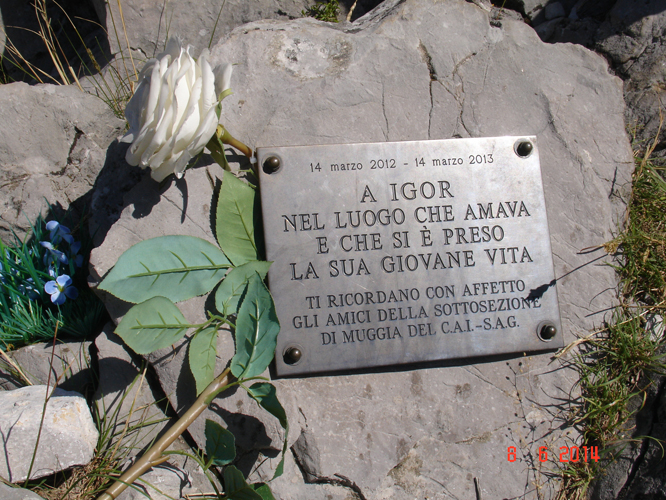 14 marzo 2012 - 14 marzo 2013
A IGOR
NEL LUOGO CHE AMAVA
E CHE SI È PRESO
LA SUA GIOVANE VITA
TI RICORDANO CON AFFETTO
GLI AMICI DELLA SOTTOSEZIONE
DI MUGGIA DEL C.A.I.-S.A.G.
8 6 2014